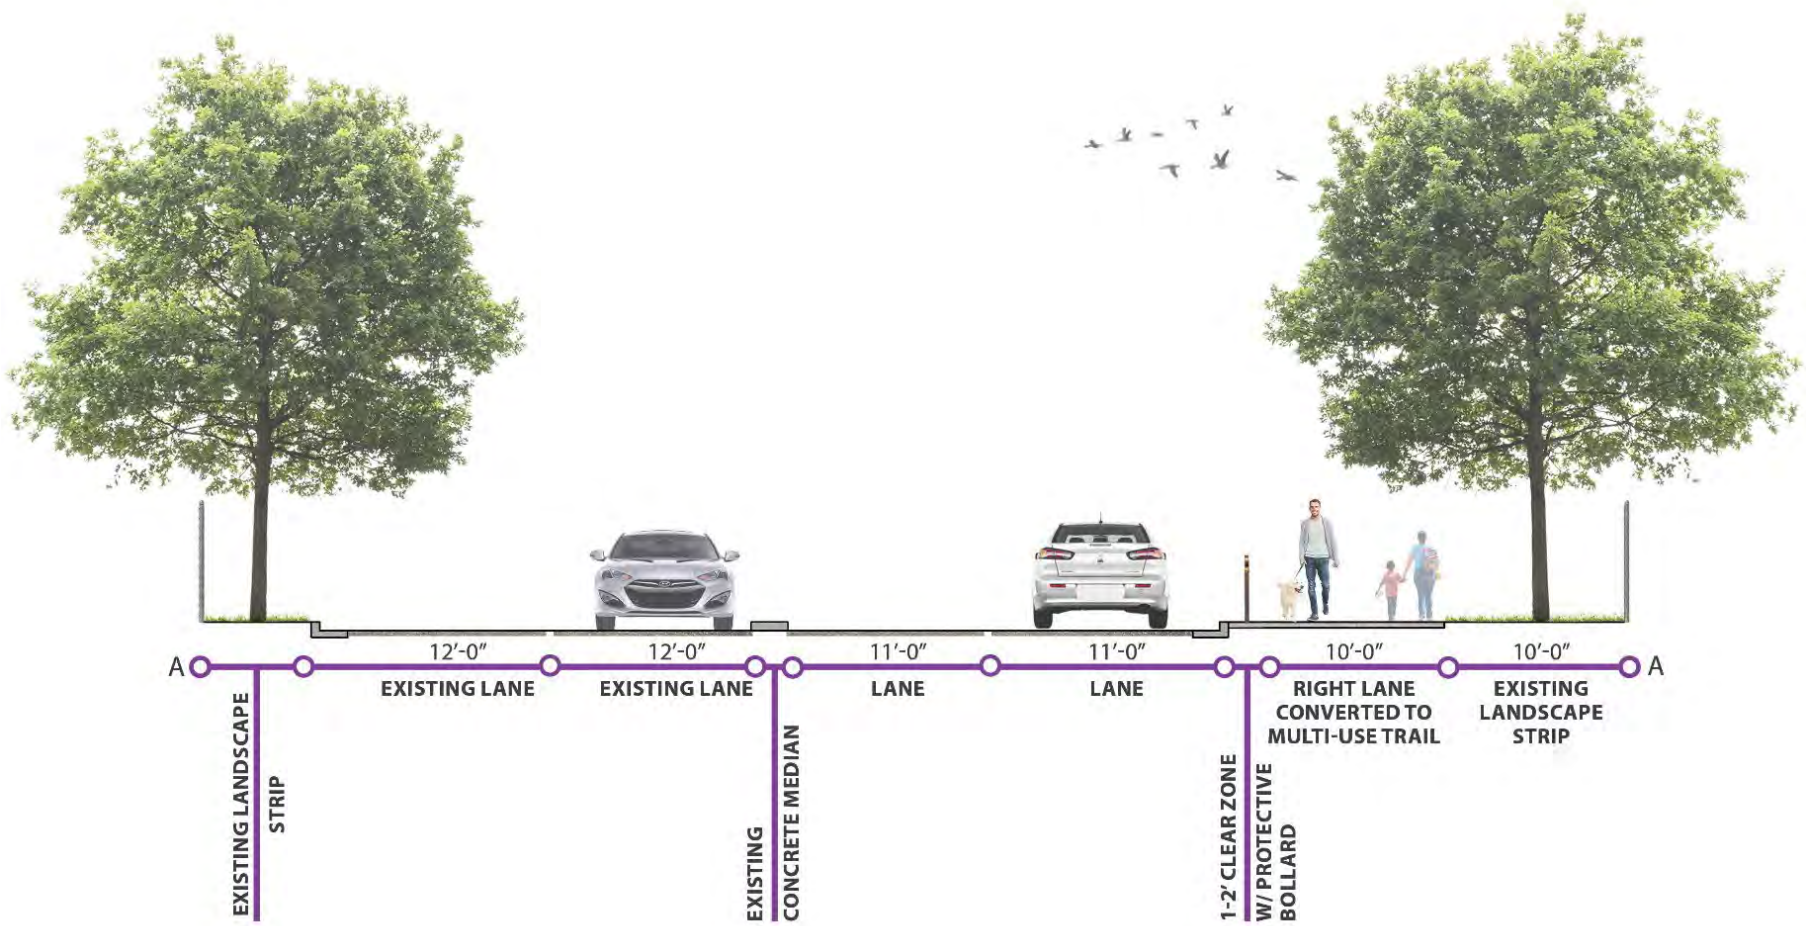 A
12'-0”
12'-0”
11'-0”
11'-0”
10'-0”
10'-0”
A
EXISTING LANE
EXISTING LANE
LANE
LANE
RIGHT LANE
CONVERTED TO
MULTI-USE TRAIL
EXISTING
LANDSCAPE
STRIP
EXISTING LANDSCAPE
STRIP
EXISTING
CONCRETE MEDIAN
1-2' CLEAR ZONE
W/ PROTECTIVE
BOLLARD